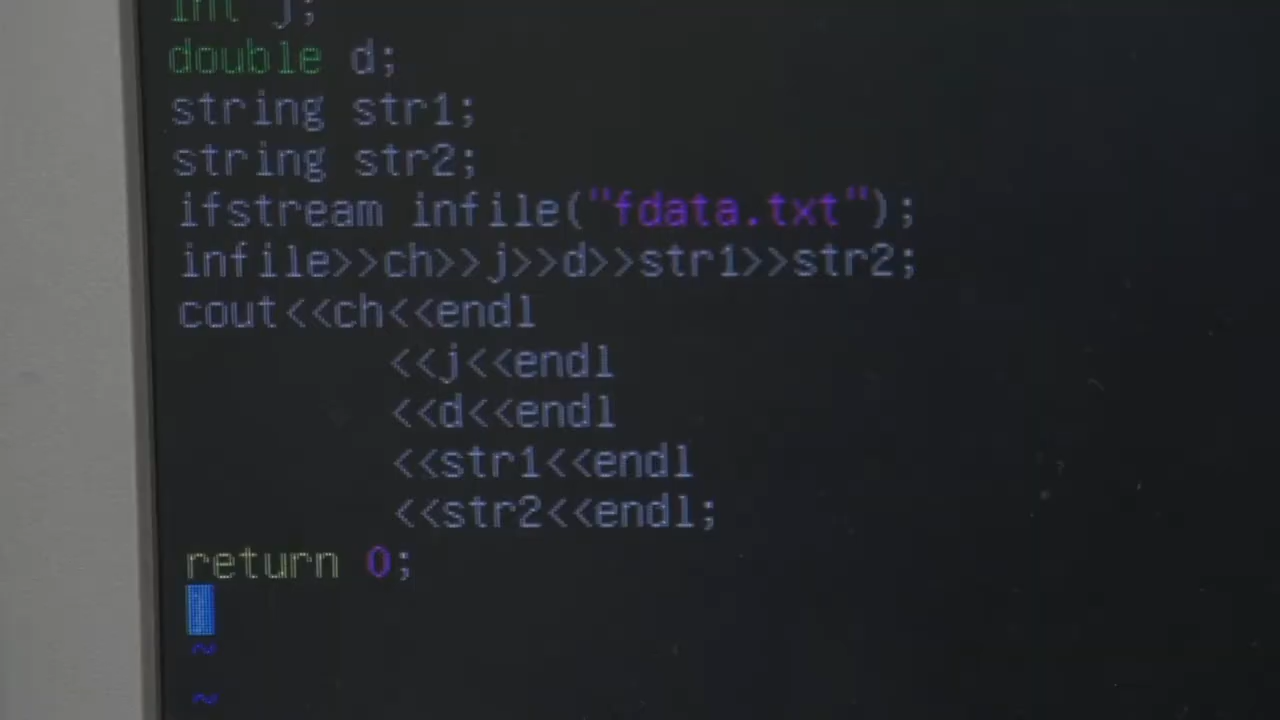 int j;
double d;
string str1;
string str2;
ifstream infile("fdata.txt");
infile>>ch>>j>>d>>str1>>str2;
cout<<ch<<endl
<<j<<endl
<<d<<endl
<<str1<<endl
<<str2<<endl;
return 0;
~
~